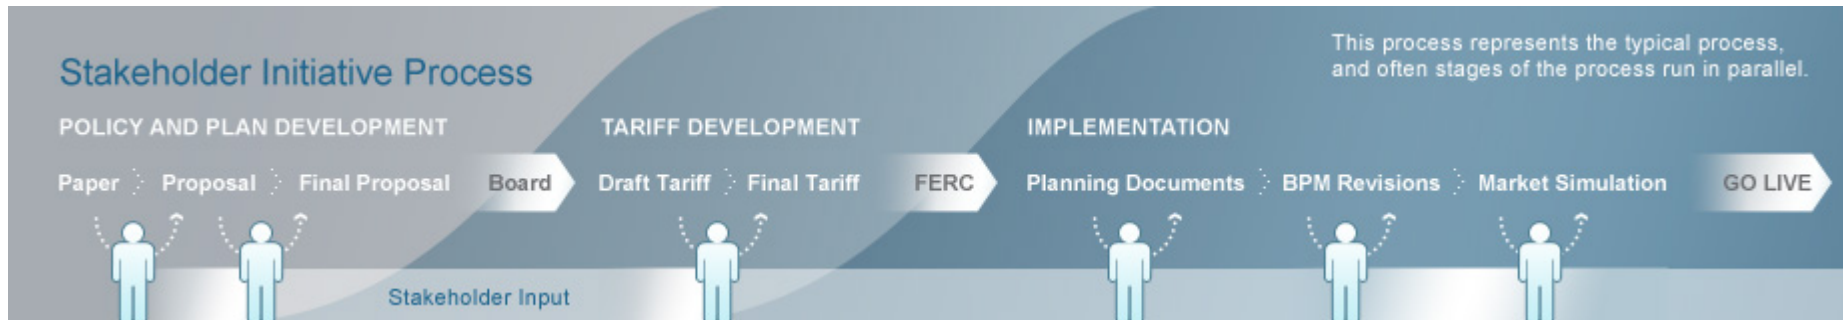 This process represents the typical process,
and often stages of the process run in parallel.
Stakeholder Initiative Process
POLICY AND PLAN DEVELOPMENT
TARIFF DEVELOPMENT
IMPLEMENTATION
Paper Proposal Final Proposal Board Draft Tariff Final Tariff FERC Planning Documents BPM Revisions Market Simulation GO LIVE
Stakeholder Input